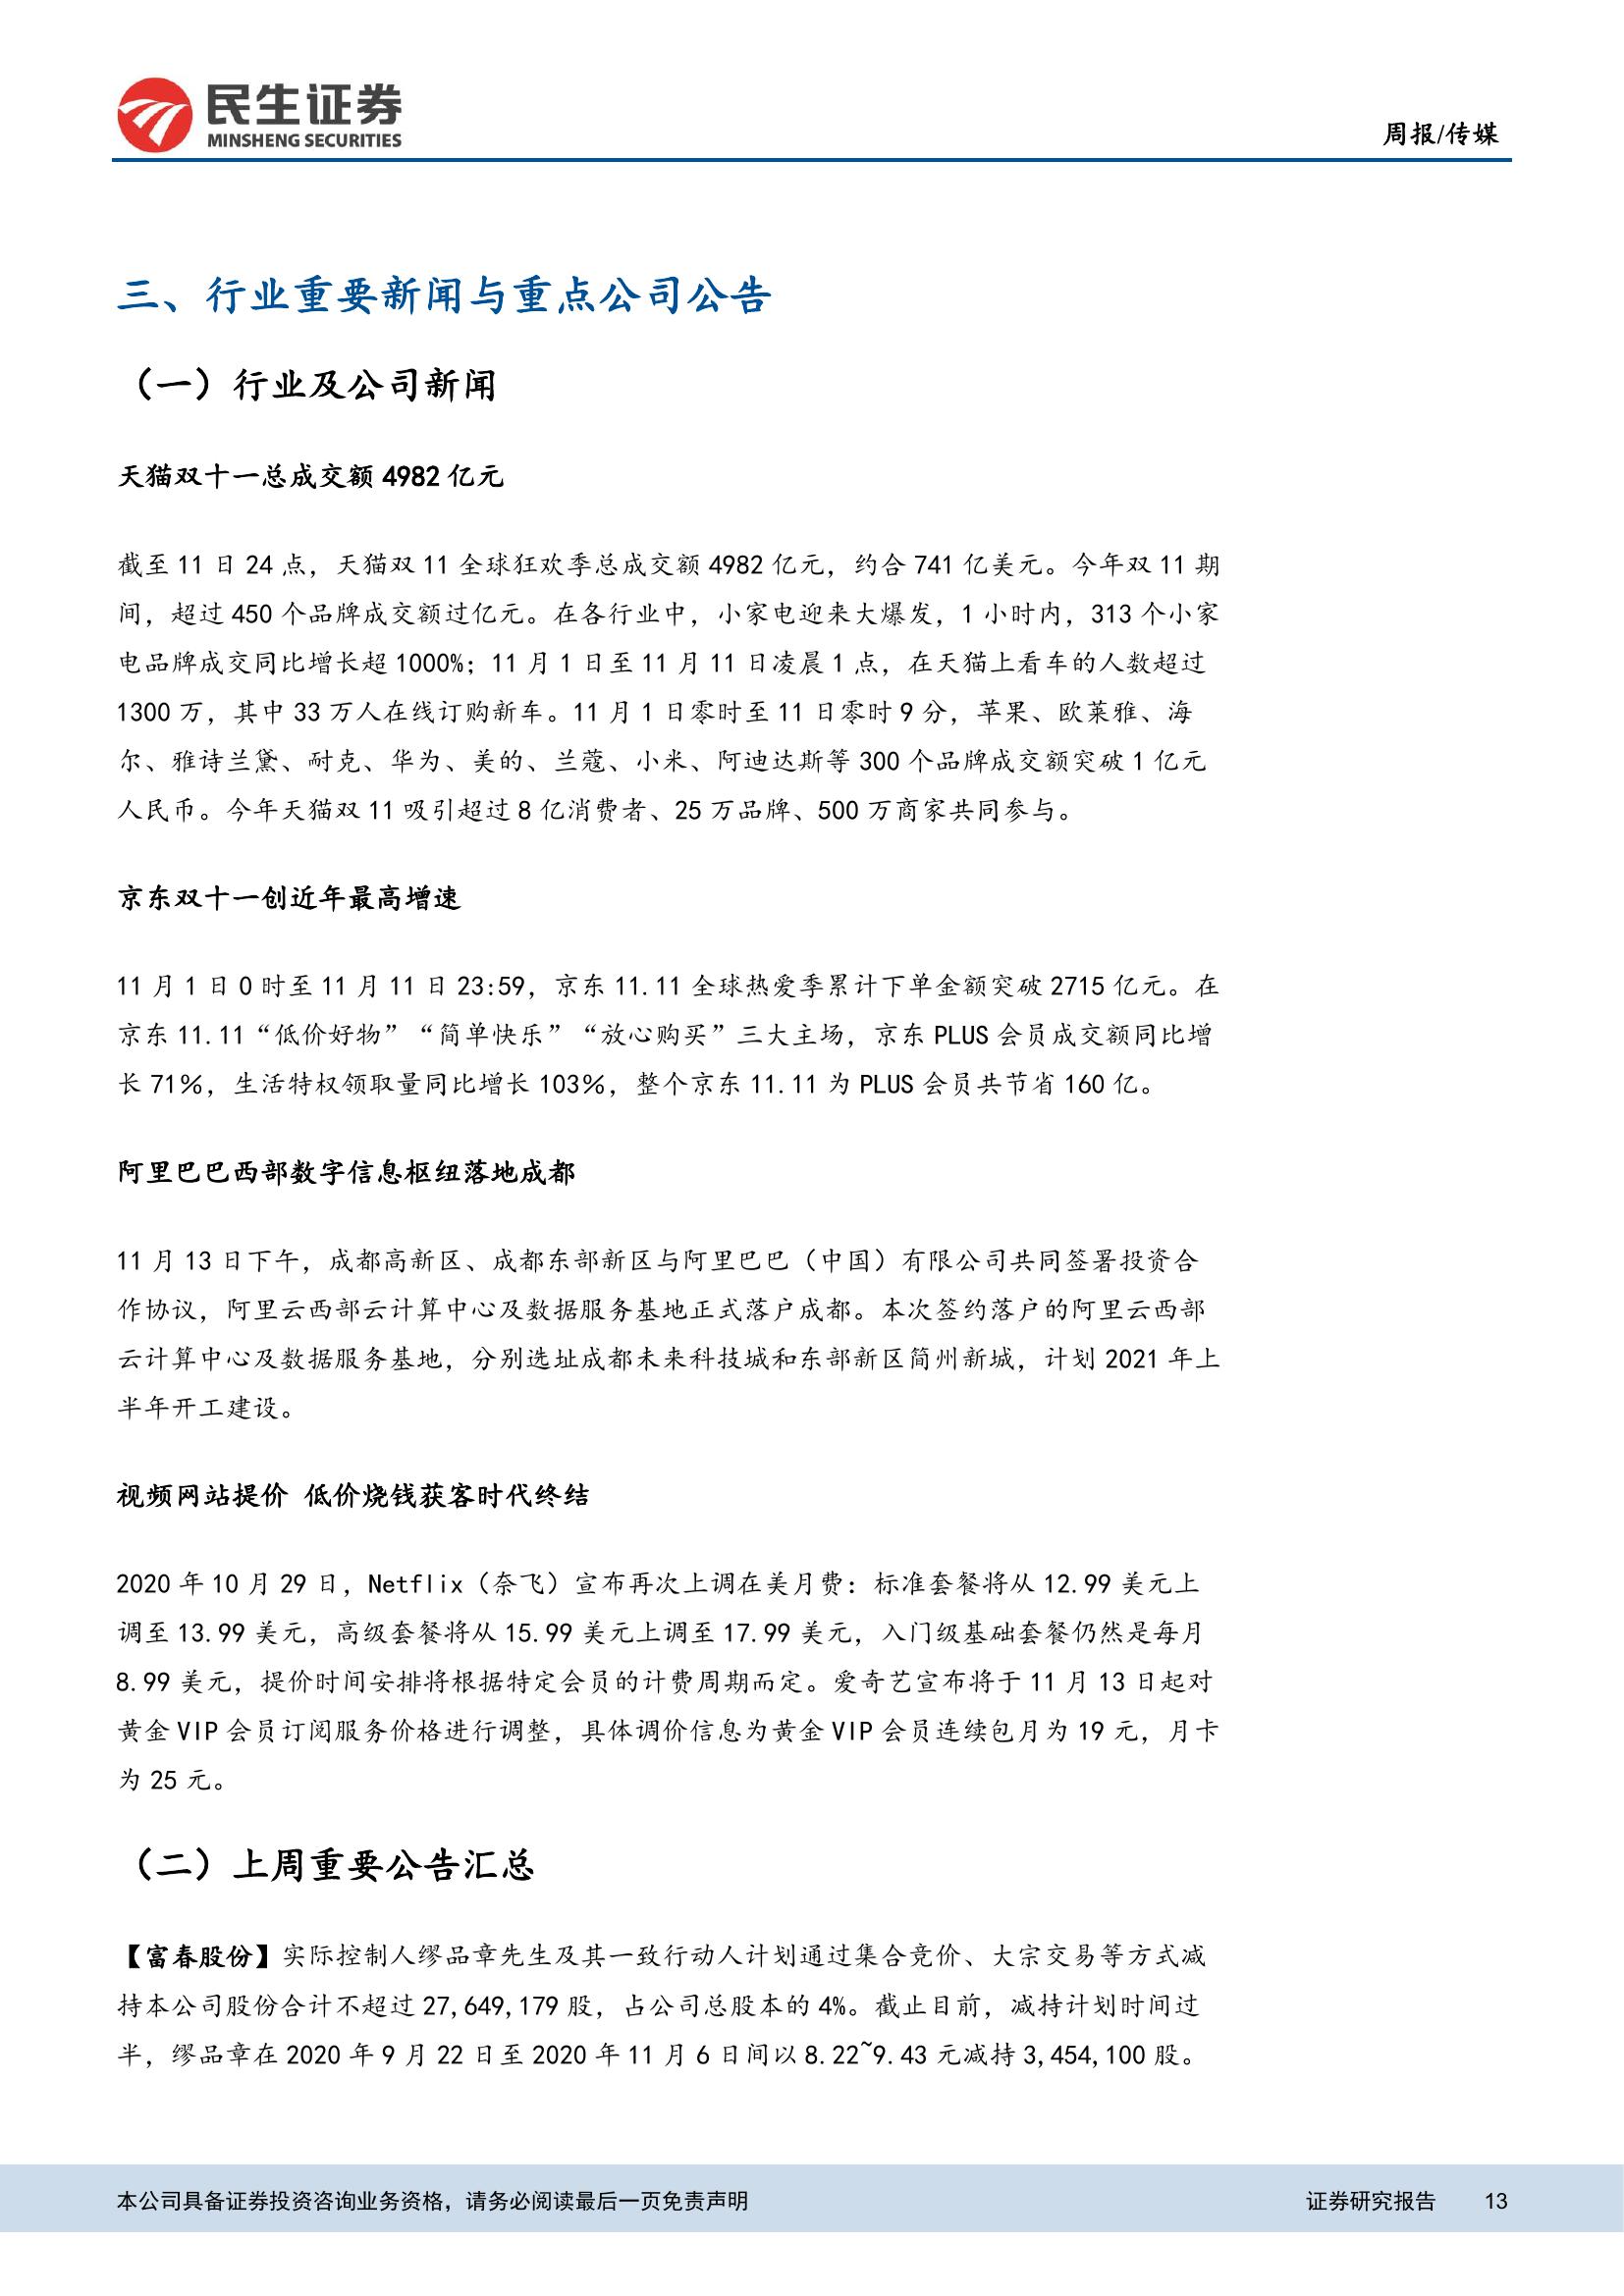 民生证券
MINSHENG SECURITIES
周报/传媒
三、行业重要新闻与重点公司公告
（一）行业及公司新闻
天猫双十一总成交额 4982 亿元
截至 11 日 24 点，天猫双 11 全球狂欢季总成交额 4982 亿元，约合 741 亿美元。今年双 11 期
间，超过 450 个品牌成交额过亿元。在各行业中，小家电迎来大爆发，1 小时内，313 个小家
电品牌成交同比增长超 1000%；11 月 1 日至 11 月 11 日凌晨 1 点，在天猫上看车的人数超过
1300 万，其中 33 万人在线订购新车。11 月 1 日零时至 11 日零时 9 分，苹果、欧莱雅、海
尔、雅诗兰黛、耐克、华为、美的、兰蔻、小米、阿迪达斯等 300 个品牌成交额突破 1 亿元
人民币。今年天猫双 11 吸引超过 8 亿消费者、25 万品牌、500 万商家共同参与。
京东双十一创近年最高增速
11 月 1 日 0 时至 11 月 11 日 23:59，京东 11.11 全球热爱季累计下单金额突破 2715 亿元。在
京东 11.11“低价好物”“简单快乐”“放心购买”三大主场，京东 PLUS 会员成交额同比增
长 71%，生活特权领取量同比增长 103%，整个京东 11.11 为 PLUS 会员共节省 160 亿。
阿里巴巴西部数字信息枢纽落地成都
11 月 13 日下午，成都高新区、成都东部新区与阿里巴巴（中国）有限公司共同签署投资合
作协议，阿里云西部云计算中心及数据服务基地正式落户成都。本次签约落户的阿里云西部
云计算中心及数据服务基地，分别选址成都未来科技城和东部新区简州新城，计划 2021 年上
半年开工建设。
视频网站提价 低价烧钱获客时代终结
2020 年 10 月 29 日，Netflix（奈飞）宣布再次上调在美月费：标准套餐将从 12.99 美元上
调至 13.99 美元，高级套餐将从 15.99 美元上调至 17.99 美元，入门级基础套餐仍然是每月
8.99 美元，提价时间安排将根据特定会员的计费周期而定。爱奇艺宣布将于 11 月 13 日起对
黄金 VIP 会员订阅服务价格进行调整，具体调价信息为黄金 VIP 会员连续包月为 19 元，月卡
为 25 元。
（二）上周重要公告汇总
【富春股份】实际控制人缪品章先生及其一致行动人计划通过集合竞价、大宗交易等方式减
持本公司股份合计不超过 27,649,179 股，占公司总股本的 4%。截止目前，减持计划时间过
半，缪品章在 2020 年 9 月 22 日至 2020 年 11 月 6 日间以 8.22~9.43 元减持 3,454,100 股。
本公司具备证券投资咨询业务资格，请务必阅读最后一页免责声明
证券研究报告 13